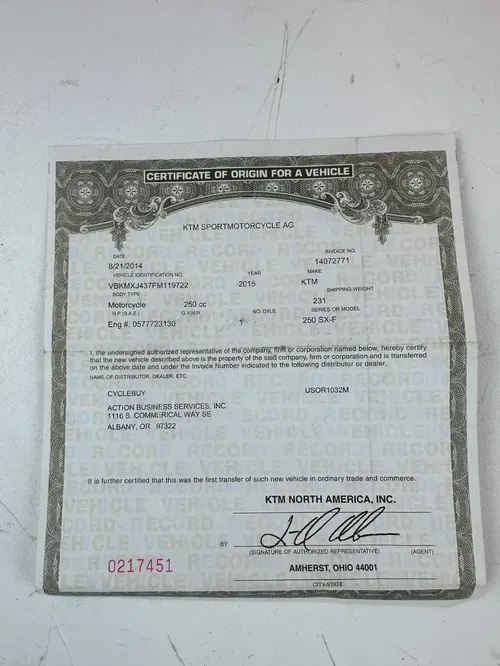 CERTIFICATE OF ORIGIN FOR A VEHICLE
KTM SPORTMOTORCYCLE AG
DATE INVOICE NO.
8/21/2014 14072771
VEHICLE IDENTIFICATION NO. YEAR MAKE
VBKMXJ437FM119722 2015 KTM
BODY TYPE SHIPPING WEIGHT
Motorcycle 250 cc 231
H.P. (S.A.E.) G.V.W.R. NO. CYLS. SERIES OR MODEL
Eng #: 0577723130 1 250 SX-F
I, the undersigned authorized representative of the company, firm or corporation named below, hereby certify
that the new vehicle described above is the property of the said company, firm or corporation and is transferred
on the above date and under the Invoice Number indicated to the following distributor or dealer.
NAME OF DISTRIBUTOR, DEALER, ETC.
CYCLEBUY USOR1032M
ACTION BUSINESS SERVICES, INC.
1116 S. COMMERICAL WAY SE
ALBANY, OR 97322
It is further certified that this was the first transfer of such new vehicle in ordinary trade and commerce.
KTM NORTH AMERICA, INC.
BY:
(SIGNATURE OF AUTHORIZED REPRESENTATIVE) (AGENT)
0217451
AMHERST, OHIO 44001
CITY-STATE